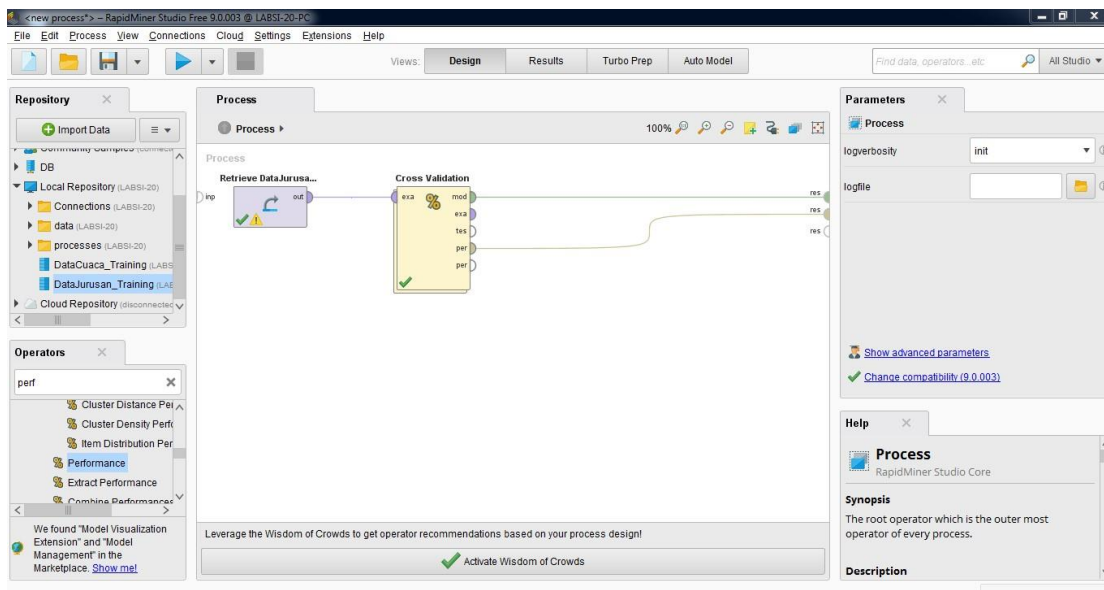 <new process*> – RapidMiner Studio Free 9.0.003 @ LABSI-20-PC
File Edit Process View Connections Cloud Settings Extensions Help
Views: Design Results Turbo Prep Auto Model
Find data, operators...etc
All Studio
Repository
Import Data
Community Samples
DB
Local Repository (LABSI-20)
Connections (LABSI-20)
data (LABSI-20)
processes (LABSI-20)
DataCuaca_Training (LABS
DataJurusan_Training (LAB
Cloud Repository (disconnected
Operators
perf
Cluster Distance Per
Cluster Density Perfo
Item Distribution Per
Performance
Extract Performance
Combine Performances
We found "Model Visualization
Extension" and "Model
Management" in the
Marketplace. Show me!
Process
Process
100%
Process
Retrieve DataJurusa...
inp
out
Cross Validation
exa
mod
exa
tes
per
per
res
res
res
Leverage the Wisdom of Crowds to get operator recommendations based on your process design!
Activate Wisdom of Crowds
Parameters
Process
logverbosity
init
logfile
Show advanced parameters
Change compatibility (9.0.003)
Help
Process
RapidMiner Studio Core
Synopsis
The root operator which is the outer most
operator of every process.
Description